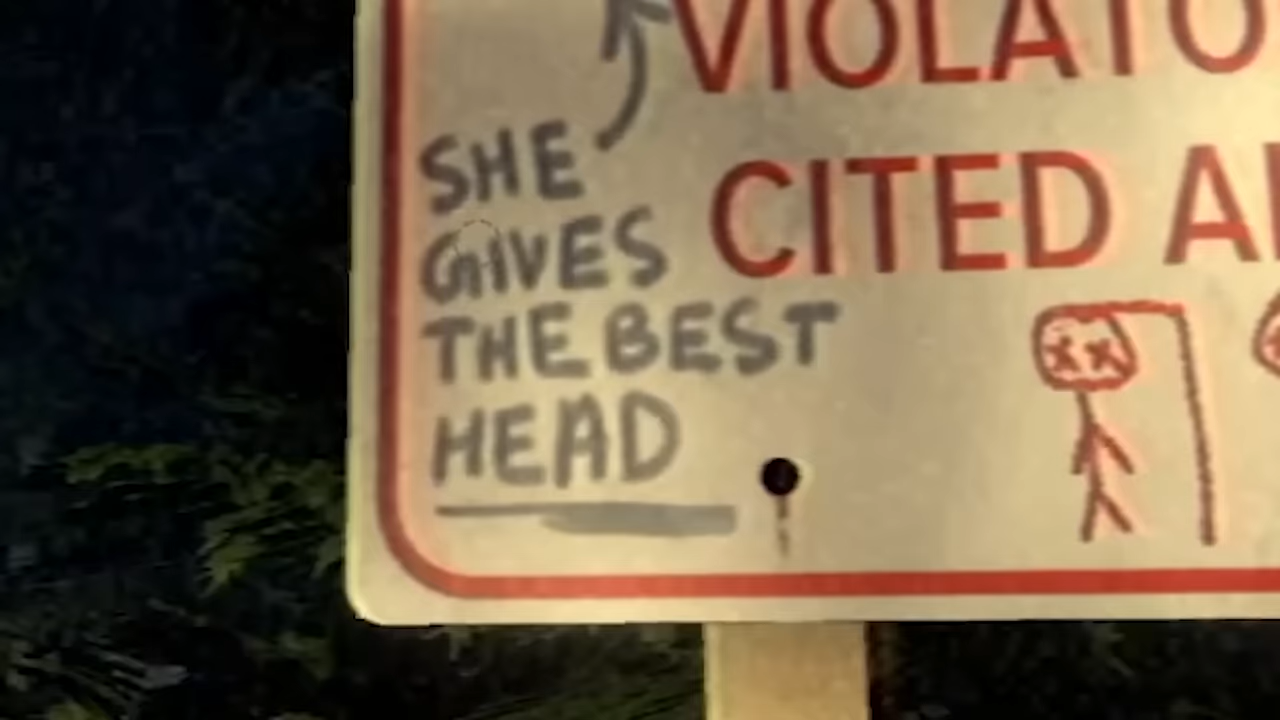 VIOLATO
SHE
CITED A
GIVES
THE BEST
HEAD